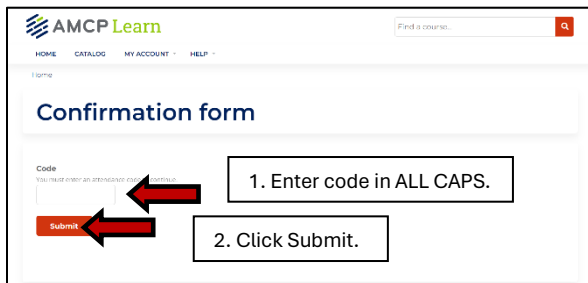 AMCP Learn
Find a course...
HOME CATALOG MY ACCOUNT HELP
Home
Confirmation form
Code
You must enter an attendance code to continue.
1. Enter code in ALL CAPS.
Submit
2. Click Submit.